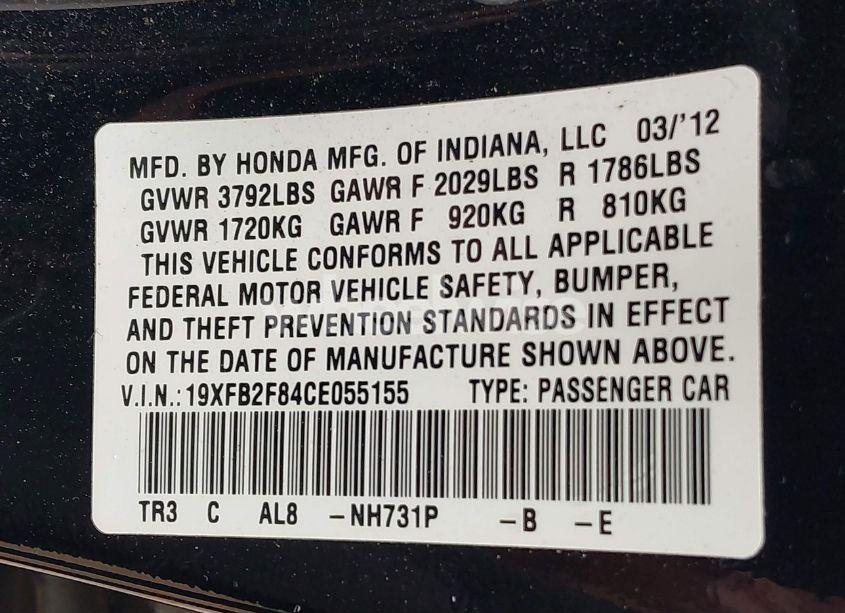 MFD. BY HONDA MFG. OF INDIANA, LLC 03/'12
GVWR 3792LBS GAWR F 2029LBS R 1786LBS
GVWR 1720KG GAWR F 920KG R 810KG
THIS VEHICLE CONFORMS TO ALL APPLICABLE
FEDERAL MOTOR VEHICLE SAFETY, BUMPER,
AND THEFT PREVENTION STANDARDS IN EFFECT
ON THE DATE OF MANUFACTURE SHOWN ABOVE.
V.I.N.: 19XFB2F84CE055155 TYPE: PASSENGER CAR
TR3 C AL8 -NH731P -B -E